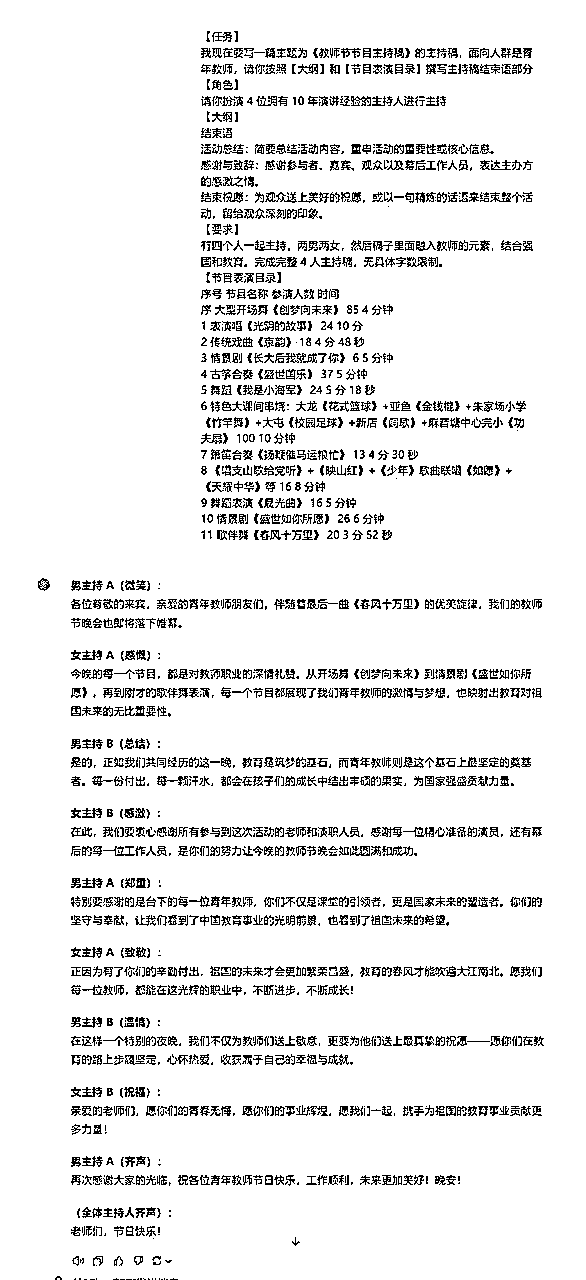 【任务】
我现在要写一篇主题为《教师节节目主持稿》的主持稿，面向人群是青
年教师，请你按照【大纲】和【节目表演目录】撰写主持稿结束语部分
【角色】
请你扮演 4 位拥有 10 年演讲经验的主持人进行主持
【大纲】
结束语
活动总结：简要总结活动内容，重申活动的重要性或核心信息。
感谢与致辞：感谢参与者、嘉宾、观众以及幕后工作人员，表达主办方
的感激之情。
结束祝愿：为观众送上美好的祝愿，或以一句精炼的话语来结束整个活
动，留给观众深刻的印象。
【要求】
有四个人一起主持，两男两女，然后稿子里面融入教师的元素，结合强
国和教育。完成完整 4 人主持稿，无具体字数限制。
【节目表演目录】
序号 节目名称 参演人数 时间
序 大型开场舞《创梦向未来》 85 4 分钟
1 表演唱《光阴的故事》 24 10 分
2 传统戏曲《京韵》 18 4 分 48 秒
3 情景剧《长大后我就成了你》 6 5 分钟
4 古筝合奏《盛世国乐》 37 5 分钟
5 舞蹈《我是小海军》 24 5 分 18 秒
6 特色大课间串烧：大龙《花式篮球》+亚鱼《金钱棍》+朱家场小学
《竹竿舞》+大屯《校园足球》+新店《侗歌》+麻音塘中心完小《功
夫扇》 100 10 分钟
7 笛笛合奏《扬鞭催马运粮忙》 13 4 分 30 秒
8 《唱支山歌给党听》+《映山红》+《少年》歌曲联唱《如愿》+
《天耀中华》等 16 8 分钟
9 舞蹈表演《晨光曲》 16 5 分钟
10 情景剧《盛世如你所愿》 26 6 分钟
11 歌伴舞《春风十万里》 20 3 分 52 秒
男主持 A（微笑）：
各位尊敬的来宾，亲爱的青年教师朋友们，伴随着最后一曲《春风十万里》的优美旋律，我们的教师
节晚会也即将落下帷幕。
女主持 A（感慨）：
今晚的每一个节目，都是对教师职业的深情礼赞。从开场舞《创梦向未来》到情景剧《盛世如你所
愿》，再到刚才的歌伴舞表演，每一个节目都展现了我们青年教师的激情与梦想，也映射出教育对祖
国未来的无比重要性。
男主持 B（总结）：
是的，正如我们共同经历的这一晚，教育是筑梦的基石，而青年教师则是这个基石上最坚定的奠基
者。每一份付出，每一颗汗水，都会在孩子们的成长中结出丰硕的果实，为国家强盛贡献力量。
女主持 B（感激）：
在此，我们要衷心感谢所有参与到这次活动的老师和演职人员，感谢每一位精心准备的演员，还有幕
后的每一位工作人员，是你们的努力让今晚的教师节晚会如此圆满和成功。
男主持 A（郑重）：
特别要感谢的是台下的每一位青年教师，你们不仅是课堂的引领者，更是国家未来的塑造者。你们的
坚守与奉献，让我们看到了中国教育事业的光明前景，也看到了祖国未来的希望。
女主持 A（致敬）：
正因为有了你们的辛勤付出，祖国的未来才会更加繁荣昌盛，教育的春风才能吹遍大江南北。愿我们
每一位教师，都能在这光辉的职业中，不断进步，不断成长！
男主持 B（温情）：
在这样一个特别的夜晚，我们不仅为教师们送上敬意，更要为他们送上最真挚的祝愿——愿你们在教
育的路上步履坚定，心怀热爱，收获属于自己的幸福与成就。
女主持 B（祝福）：
亲爱的老师们，愿你们的青春无悔，愿你们的事业辉煌，愿我们一起，携手为祖国的教育事业贡献更
多力量！
男主持 A（齐声）：
再次感谢大家的光临，祝各位青年教师节日快乐，工作顺利，未来更加美好！晚安！
（全体主持人齐声）：
老师们，节日快乐！